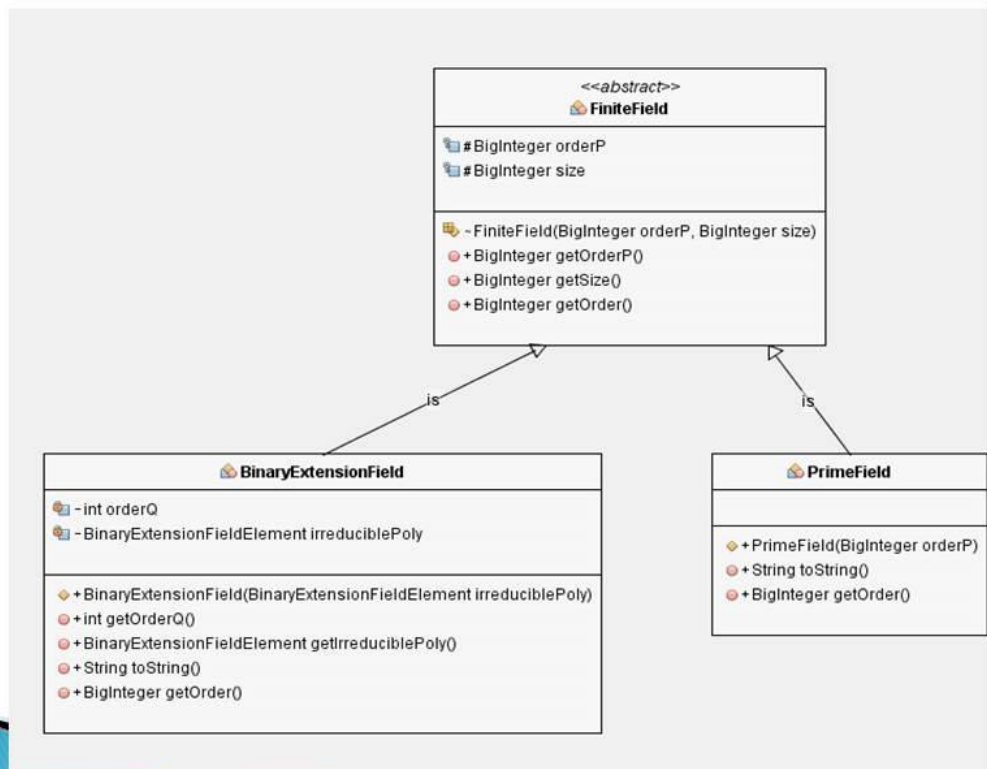 <<abstract>>
FiniteField
#BigInteger orderP
#BigInteger size
~FiniteField(BigInteger orderP, BigInteger size)
+BigInteger getOrderP()
+BigInteger getSize()
+BigInteger getOrder()
is
is
BinaryExtensionField
-int orderQ
-BinaryExtensionFieldElement irreduciblePoly
+BinaryExtensionField(BinaryExtensionFieldElement irreduciblePoly)
+int getOrderQ()
+BinaryExtensionFieldElement getIrreduciblePoly()
+String toString()
+BigInteger getOrder()
PrimeField
+PrimeField(BigInteger orderP)
+String toString()
+BigInteger getOrder()